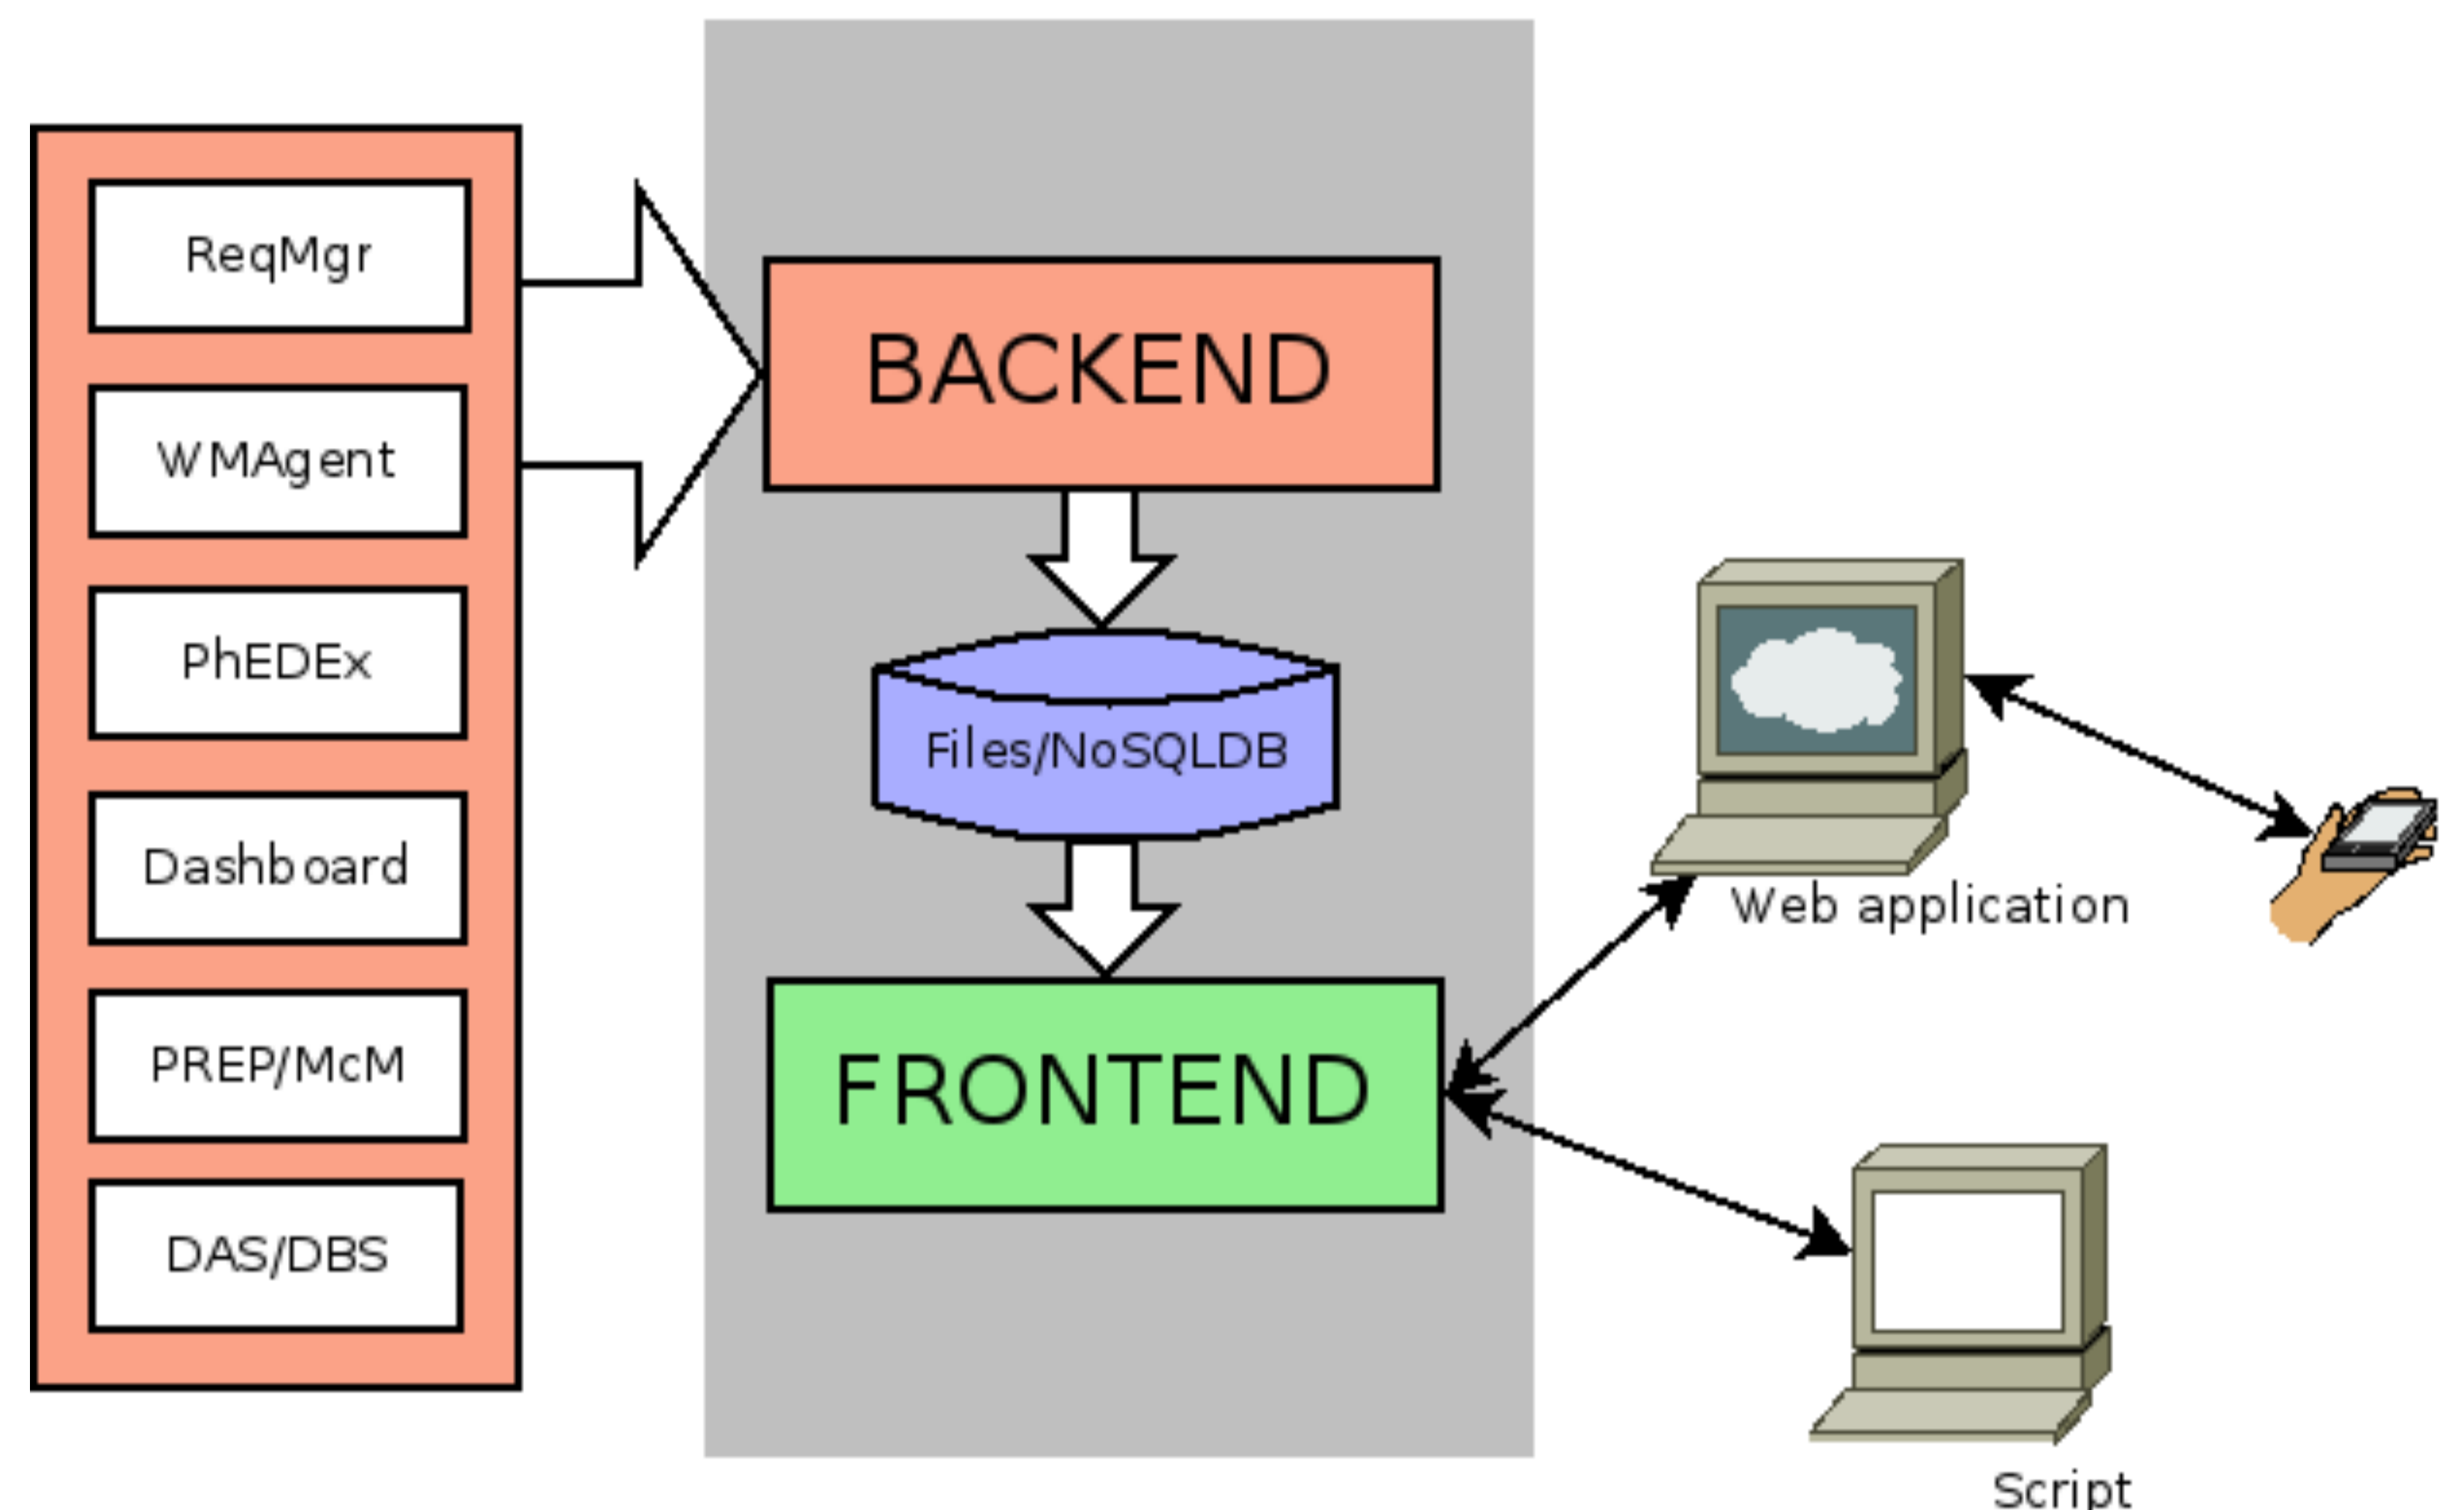 ReqMgr
WMAgent
PhEDEx
Dashboard
PREP/McM
DAS/DBS
BACKEND
Files/NoSQLDB
FRONTEND
Web application
Script